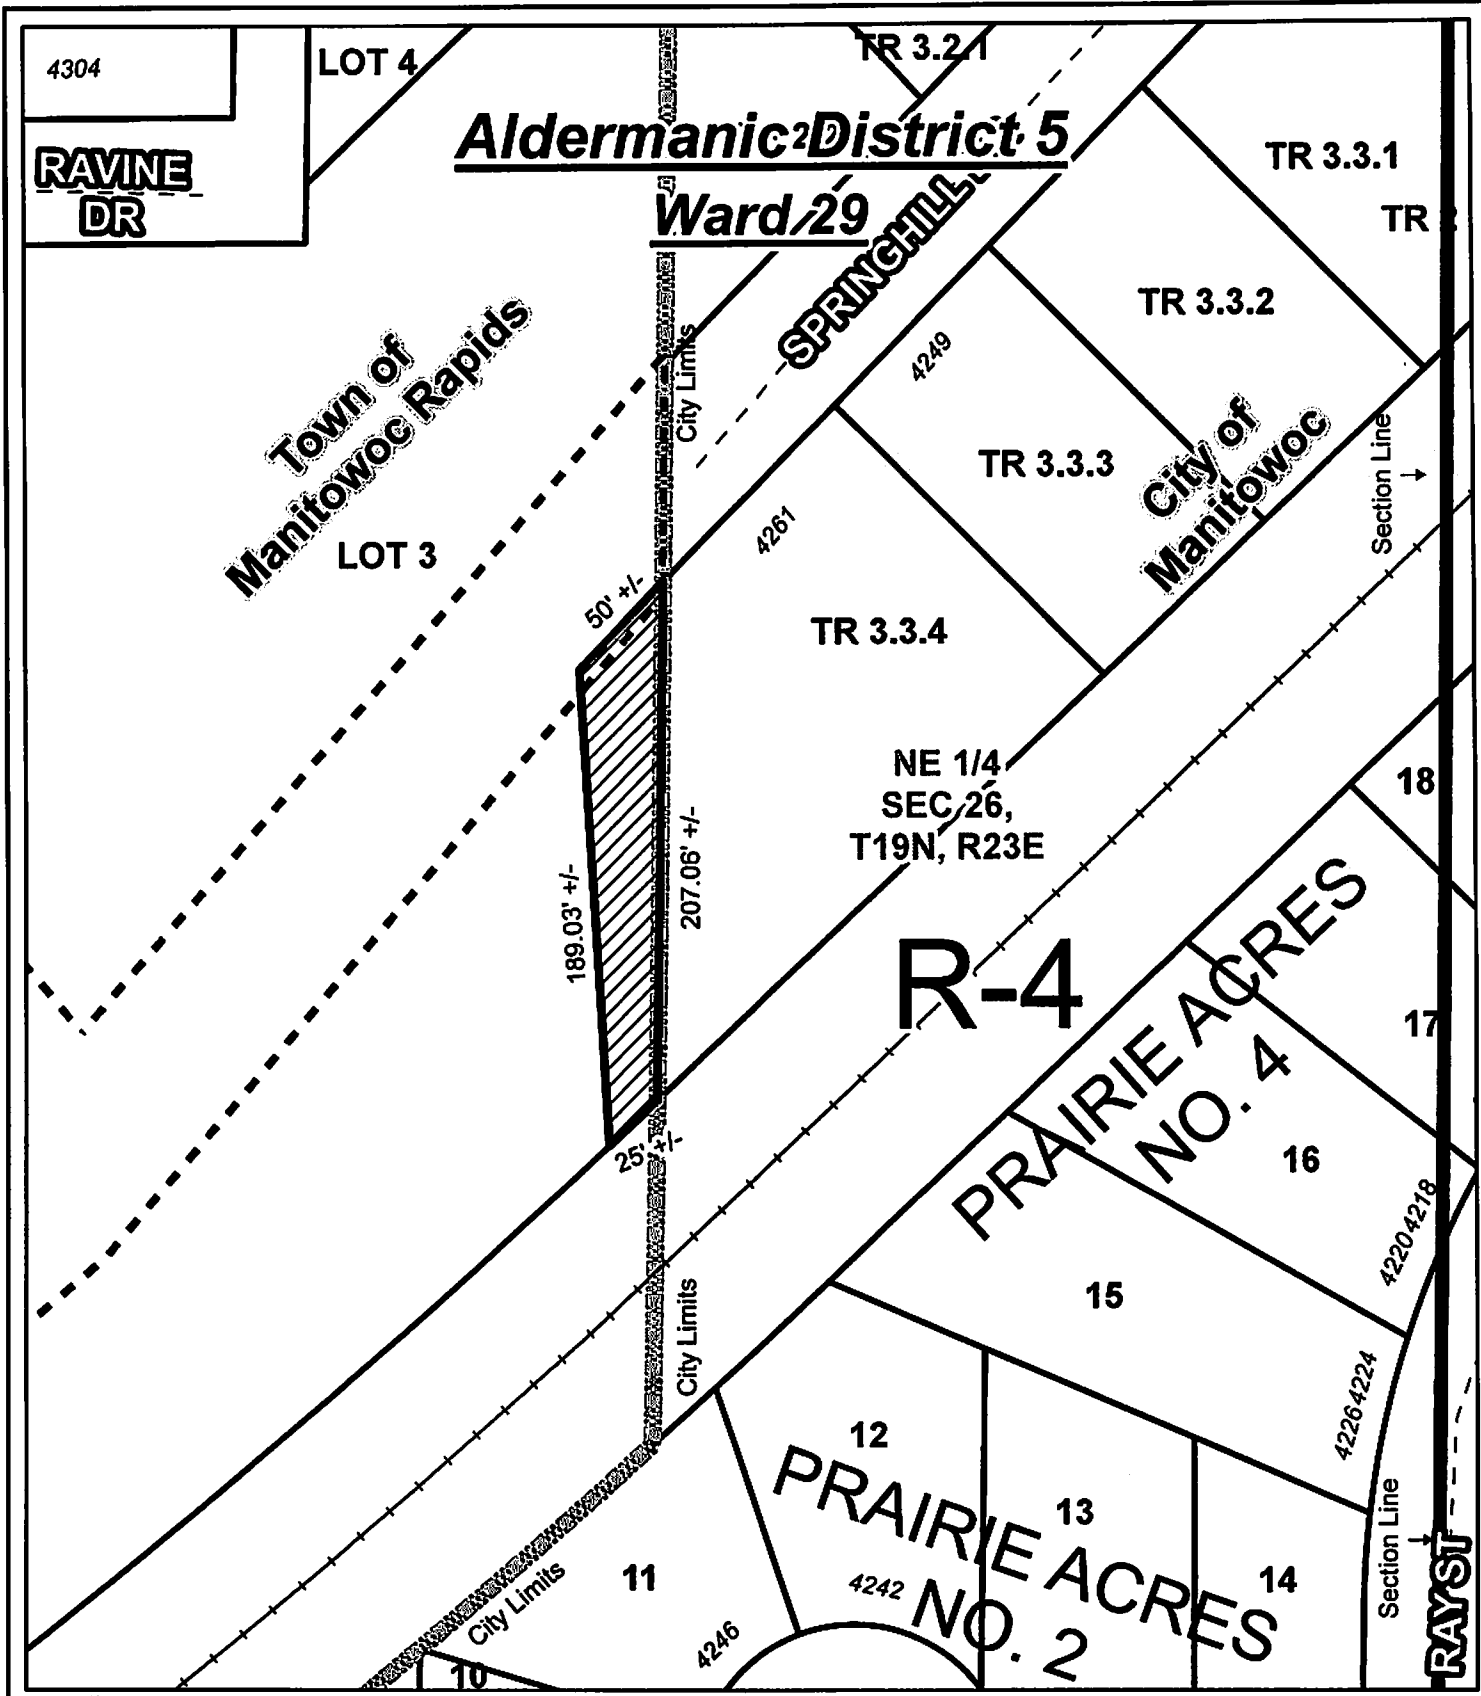 4304
LOT 4
TR 3.2.1
Aldermanic District 5
Ward 29
RAVINE
DR
TR 3.3.1
TR
SPRINGHILL
TR 3.3.2
Town of
Manitowoc Rapids
City Limits
4249
TR 3.3.3
City of
Manitowoc
Section Line
LOT 3
4261
50' +/-
TR 3.3.4
NE 1/4
SEC 26,
T19N, R23E
18
189.03' +/-
207.06' +/-
R-4
PRAIRIE ACRES
NO. 4
17
16
25' +/-
4218
4220
15
City Limits
4224
4226
12
PRAIRIE ACRES
NO. 2
13
14
Section Line
RAY ST
11
4242
City Limits
4246
10